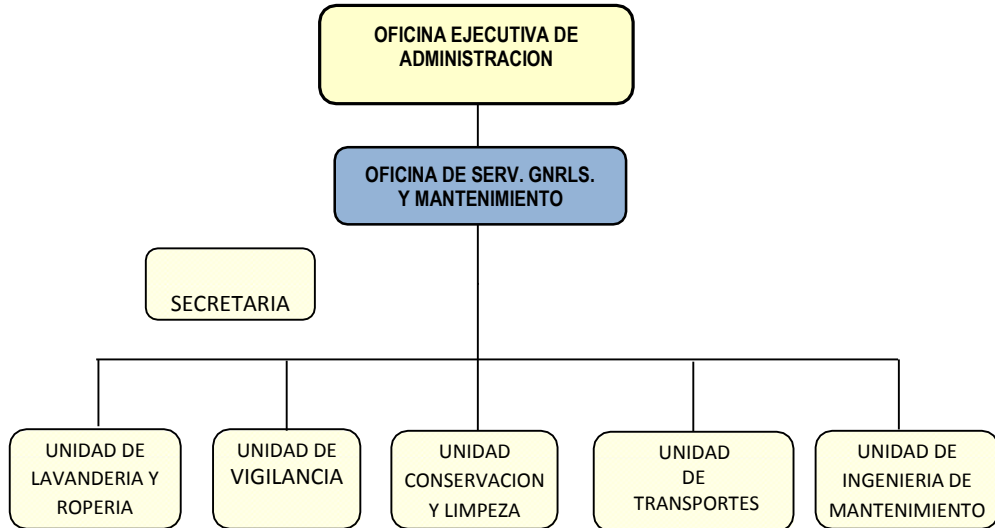 OFICINA EJECUTIVA DE
ADMINISTRACION
OFICINA DE SERV. GNRLS.
Y MANTENIMIENTO
SECRETARIA
UNIDAD DE
LAVANDERIA Y
ROPERIA
UNIDAD DE
VIGILANCIA
UNIDAD
CONSERVACION
Y LIMPEZA
UNIDAD
DE
TRANSPORTES
UNIDAD DE
INGENIERIA DE
MANTENIMIENTO